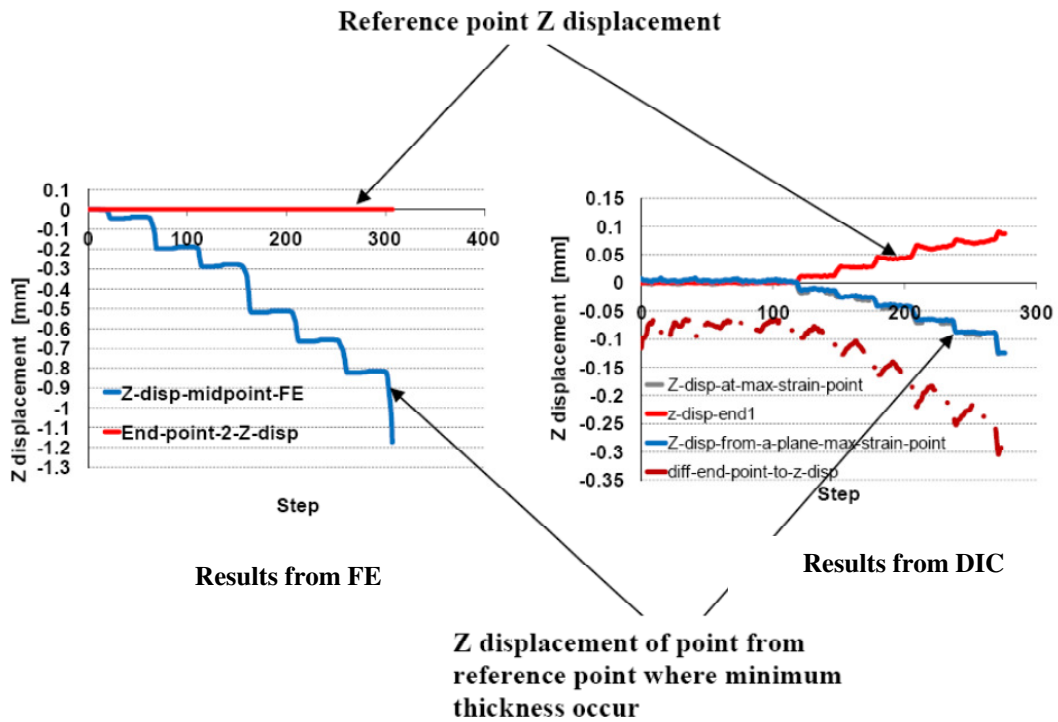 Reference point Z displacement
Z displacement [mm]
0.1
0
-0.1
-0.2
-0.3
-0.4
-0.5
-0.6
-0.7
-0.8
-0.9
-1
-1.1
-1.2
-1.3
0
100
200
300
400
Z-disp-midpoint-FE
End-point-2-Z-disp
Step
Results from FE
Z displacement [mm]
0.15
0.1
0.05
0
-0.05
-0.1
-0.15
-0.2
-0.25
-0.3
-0.35
0
100
200
300
Z-disp-at-max-strain-point
z-disp-end1
Z-disp-from-a-plane-max-strain-point
diff-end-point-to-z-disp
Step
Results from DIC
Z displacement of point from
reference point where minimum
thickness occur